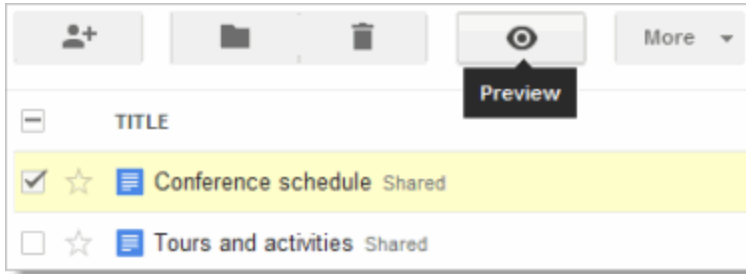 More
Preview
TITLE
Conference schedule Shared
Tours and activities Shared